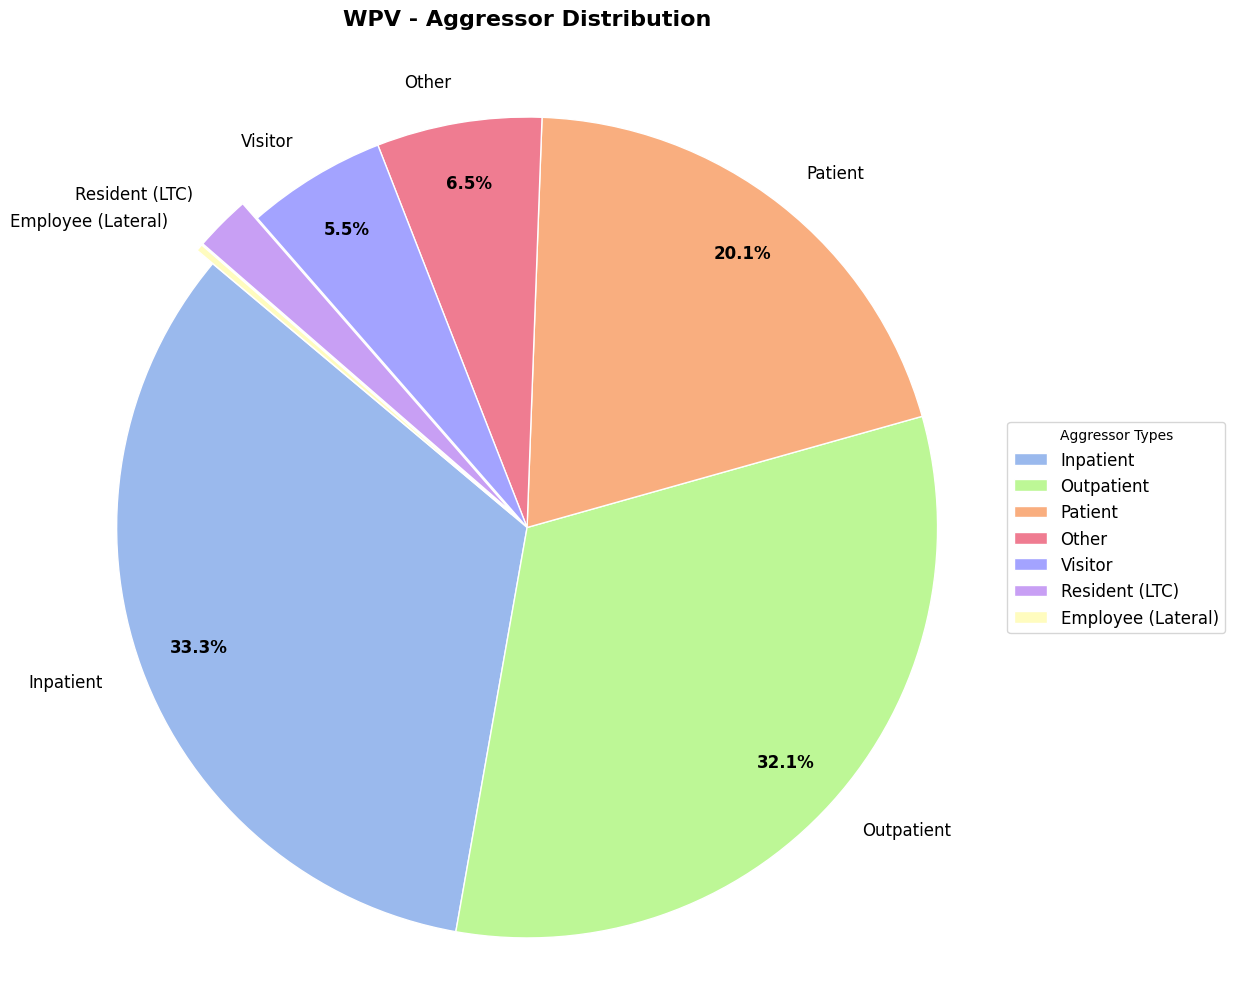 WPV - Aggressor Distribution
Other
Visitor
Patient
Resident (LTC)
Employee (Lateral)
6.5%
5.5%
20.1%
Aggressor Types
Inpatient
Outpatient
Patient
Other
Visitor
Resident (LTC)
Employee (Lateral)
33.3%
Inpatient
32.1%
Outpatient